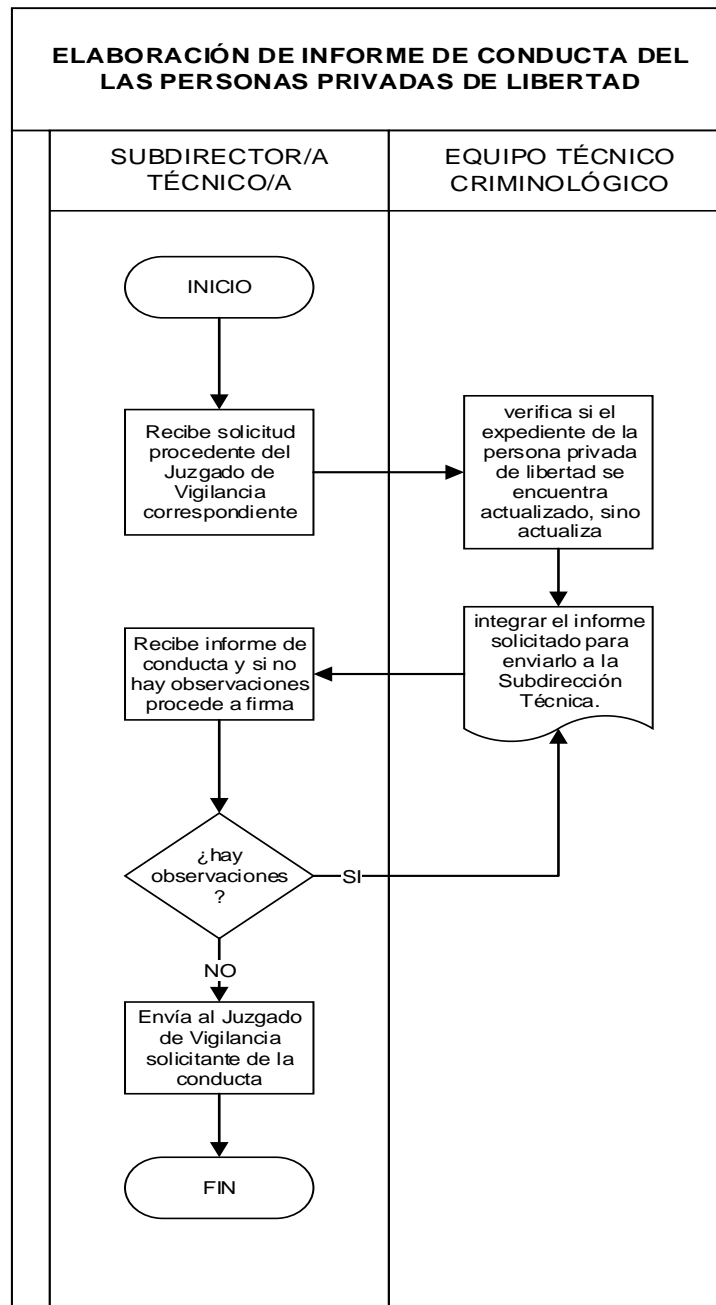 ELABORACIÓN DE INFORME DE CONDUCTA DEL
LAS PERSONAS PRIVADAS DE LIBERTAD
SUBDIRECTOR/A
TÉCNICO/A
EQUIPO TÉCNICO
CRIMINOLÓGICO
INICIO
Recibe solicitud
procedente del
Juzgado de
Vigilancia
correspondiente
verifica si el
expediente de la
persona privada
de libertad se
encuentra
actualizado, sino
actualiza
integrar el informe
solicitado para
enviarlo a la
Subdirección
Técnica.
Recibe informe de
conducta y si no
hay observaciones
procede a firma
¿hay
observaciones
?
SI
NO
Envía al Juzgado
de Vigilancia
solicitante de la
conducta
FIN